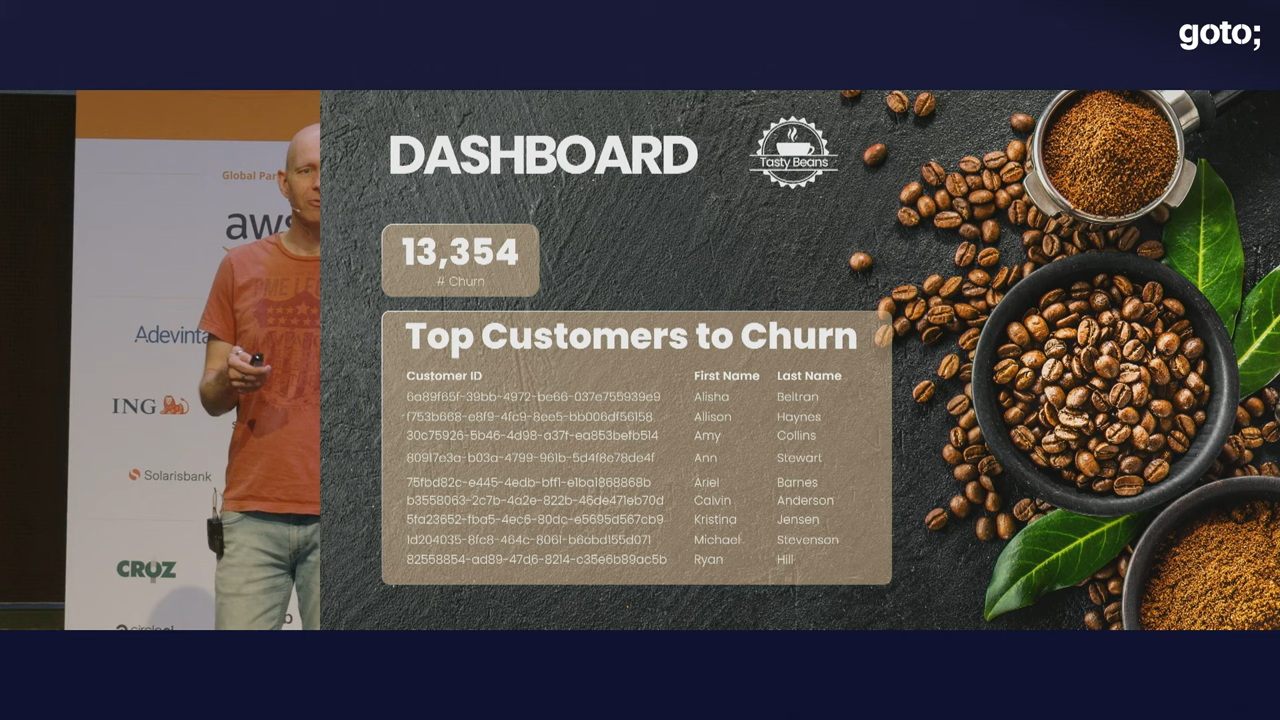 goto;
Global Par
aws
Adevinta
ING
Solarisbank
CROZ
DASHBOARD
Tasty Beans
13,354
# Churn
Top Customers to Churn
Customer ID First Name Last Name
6a89f65f-39bb-4972-be66-037e755939e9 Alisha Beltran
f753b668-e8f9-4fc9-8ee5-bb006df56158 Allison Haynes
30c75926-5b46-4d98-a37f-ea853befb514 Amy Collins
80917e3a-b03a-4799-961b-5d4f8e78de4f Ann Stewart
75fbd82c-e445-4edb-bff1-e1ba1868868b Ariel Barnes
b3558063-2c7b-4a2e-822b-46de471eb70d Calvin Anderson
5fa23652-fba5-4ec6-80dc-e5695d567cb9 Kristina Jensen
1d204035-8fc8-464c-806f-b6abd155d071 Michael Stevenson
82558854-ad89-47d6-8214-c35e6b89ac5b Ryan Hill